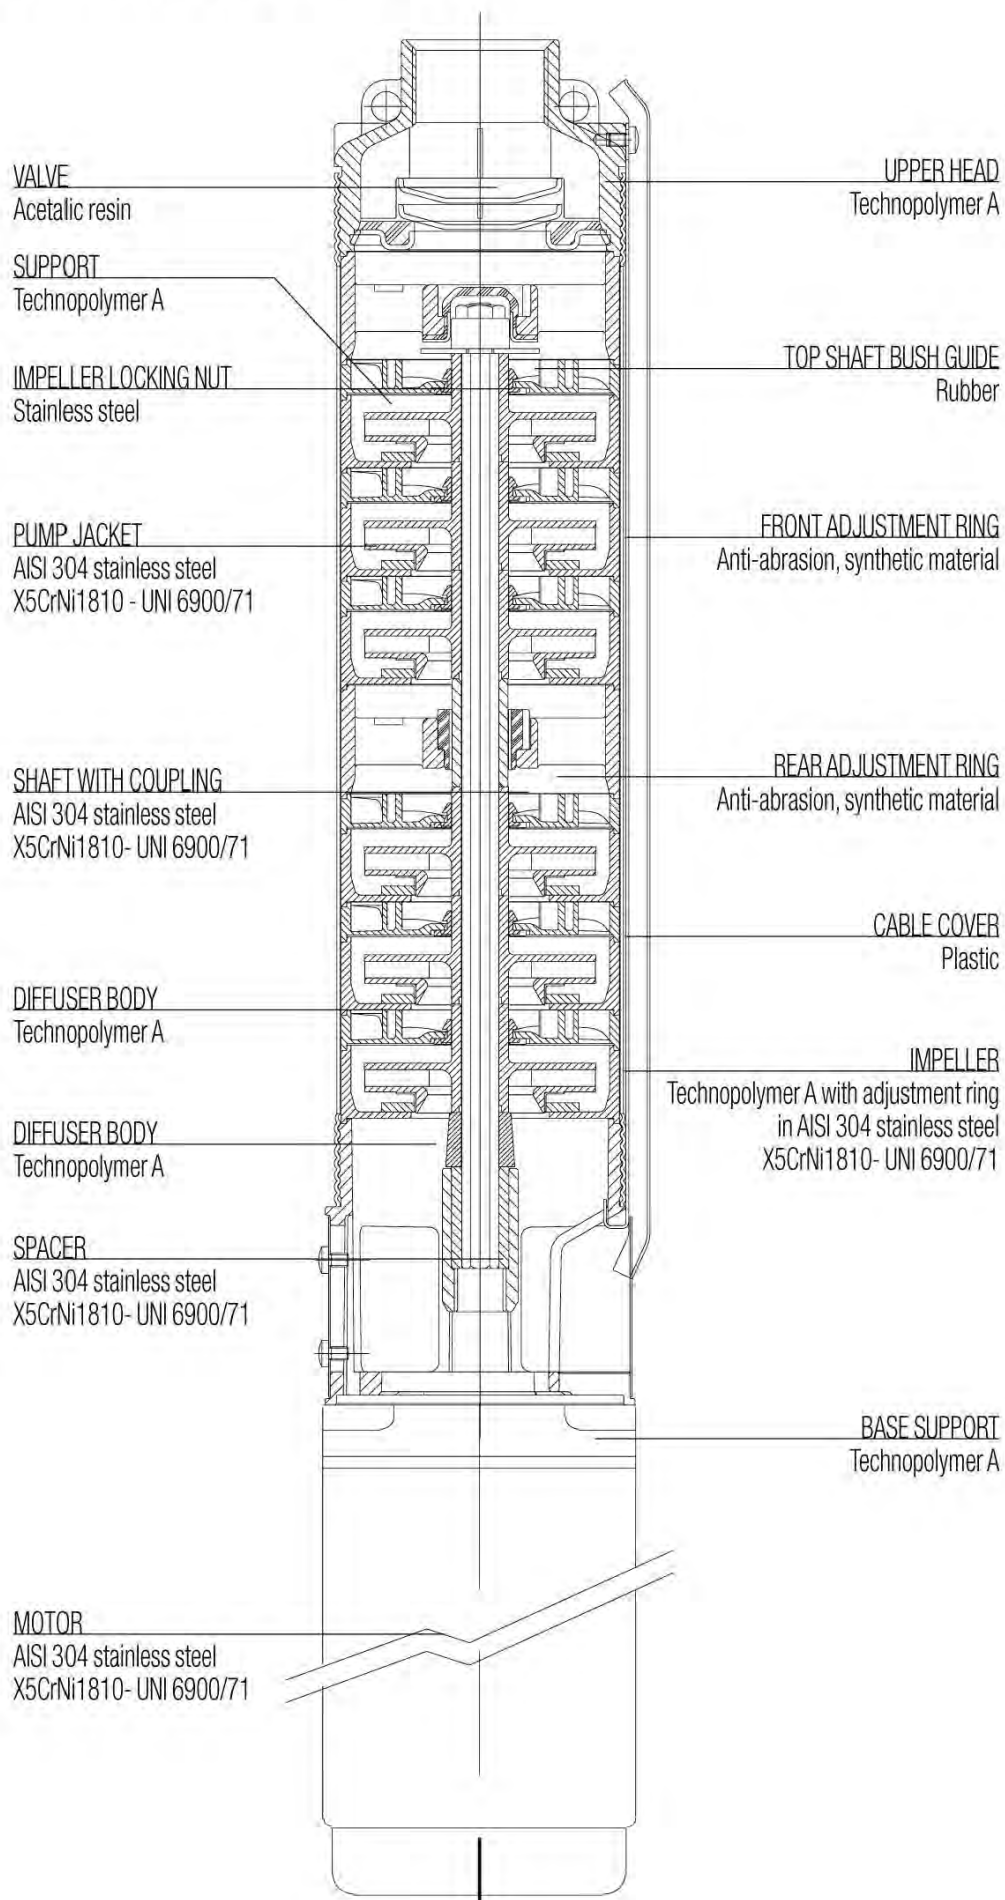 VALVE
Acetalic resin
SUPPORT
Technopolymer A
IMPELLER LOCKING NUT
Stainless steel
PUMP JACKET
AISI 304 stainless steel
X5CrNi1810 - UNI 6900/71
SHAFT WITH COUPLING
AISI 304 stainless steel
X5CrNi1810- UNI 6900/71
DIFFUSER BODY
Technopolymer A
DIFFUSER BODY
Technopolymer A
SPACER
AISI 304 stainless steel
X5CrNi1810- UNI 6900/71
MOTOR
AISI 304 stainless steel
X5CrNi1810- UNI 6900/71
UPPER HEAD
Technopolymer A
TOP SHAFT BUSH GUIDE
Rubber
FRONT ADJUSTMENT RING
Anti-abrasion, synthetic material
REAR ADJUSTMENT RING
Anti-abrasion, synthetic material
CABLE COVER
Plastic
IMPELLER
Technopolymer A with adjustment ring
in AISI 304 stainless steel
X5CrNi1810- UNI 6900/71
BASE SUPPORT
Technopolymer A